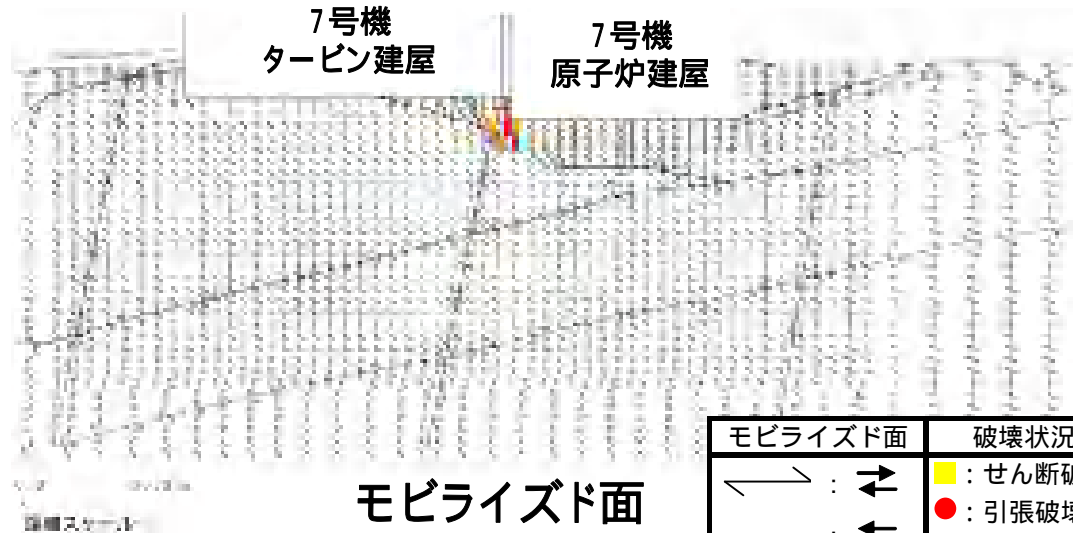 7号機
タービン建屋
7号機
原子炉建屋
モビライズド面
モビライズド面
破壊状況
:
: せん断破
: 引張破壊
: